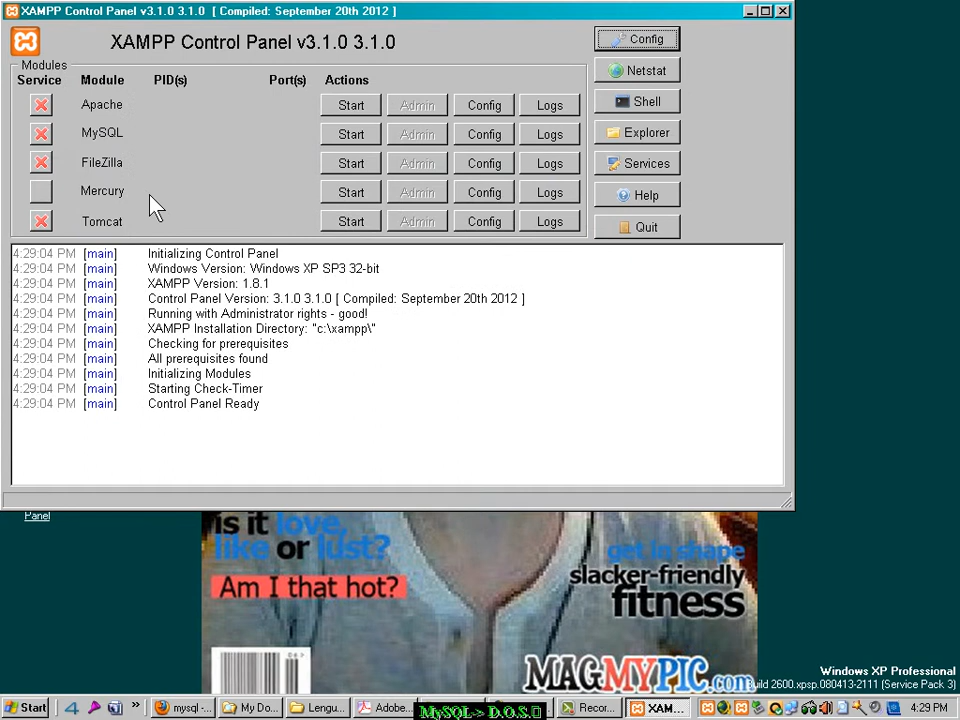 XAMPP Control Panel v3.1.0 3.1.0 [ Compiled: September 20th 2012 ]
XAMPP Control Panel v3.1.0 3.1.0
Config
Modules
Service Module PID(s) Port(s) Actions
Netstat
Apache Start Admin Config Logs
Shell
MySQL Start Admin Config Logs
Explorer
FileZilla Start Admin Config Logs
Services
Mercury Start Admin Config Logs
Help
Tomcat Start Admin Config Logs
Quit
4:29:04 PM [main] Initializing Control Panel
4:29:04 PM [main] Windows Version: Windows XP SP3 32-bit
4:29:04 PM [main] XAMPP Version: 1.8.1
4:29:04 PM [main] Control Panel Version: 3.1.0 3.1.0 [ Compiled: September 20th 2012 ]
4:29:04 PM [main] Running with Administrator rights - good!
4:29:04 PM [main] XAMPP Installation Directory: "c:\xampp\"
4:29:04 PM [main] Checking for prerequisites
4:29:04 PM [main] All prerequisites found
4:29:04 PM [main] Initializing Modules
4:29:04 PM [main] Starting Check-Timer
4:29:04 PM [main] Control Panel Ready
Panel
is it love,
like or lust?
Am I that hot?
get in shape
slacker-friendly
fitness
MAGMYPIC.com
Windows XP Professional
Build 2600.xpsp.080413-2111 (Service Pack 3)
Start » mysql -... My Do... Lengu... Adobe... MySQL-> D.O.S. Recor... XAM... 4:29 PM